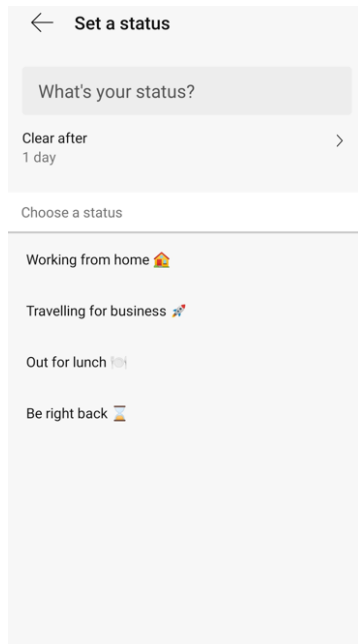 Set a status
What's your status?
Clear after
1 day
Choose a status
Working from home 🏠
Travelling for business 🚀
Out for lunch 🍽️
Be right back ⌛